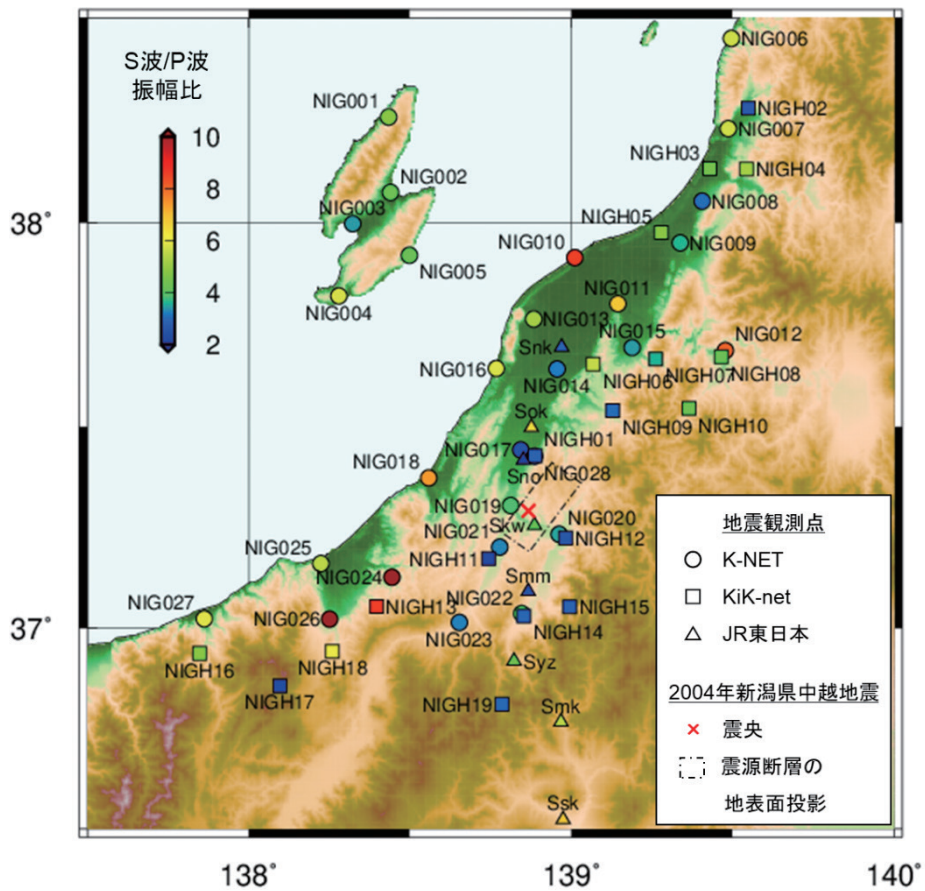 S波/P波
振幅比
10
8
6
4
2
NIG006
NIGH02
NIG001
NIG007
NIGH03
NIGH04
NIG002
NIG003
NIG008
38°
NIGH05
NIG010
NIG009
NIG005
NIG011
NIG004
NIG013
NIG015
NIG012
Snk
NIG016
NIG014
NIGH06
NIGH07
NIGH08
Sok
NIGH09
NIGH10
NIG017
NIGH01
NIG018
Sno
NIG028
NIG019
Skw
NIG020
NIG021
NIGH12
NIG025
NIGH11
NIG024
Smm
NIG027
NIGH13
NIG022
NIGH15
NIG026
37°
NIG023
NIGH14
NIGH16
NIGH18
Syz
NIGH17
NIGH19
Smk
Ssk
地震観測点
K-NET
KiK-net
JR東日本
2004年新潟県中越地震
震央
震源断層の
地表面投影
138°
139°
140°